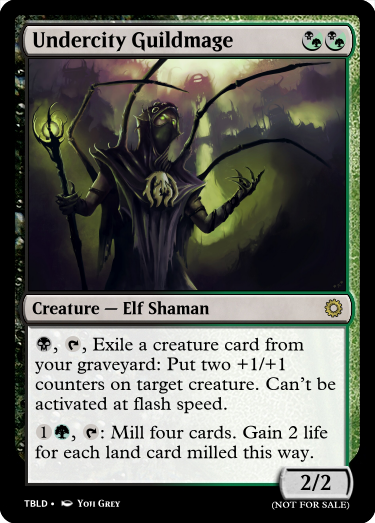 Undercity Guildmage
Creature — Elf Shaman
, , Exile a creature card from
your graveyard: Put two +1/+1
counters on target creature. Can't be
activated at flash speed.
1 , : Mill four cards. Gain 2 life
for each land card milled this way.
2/2
TBLD • Yofi Grey
(NOT FOR SALE)